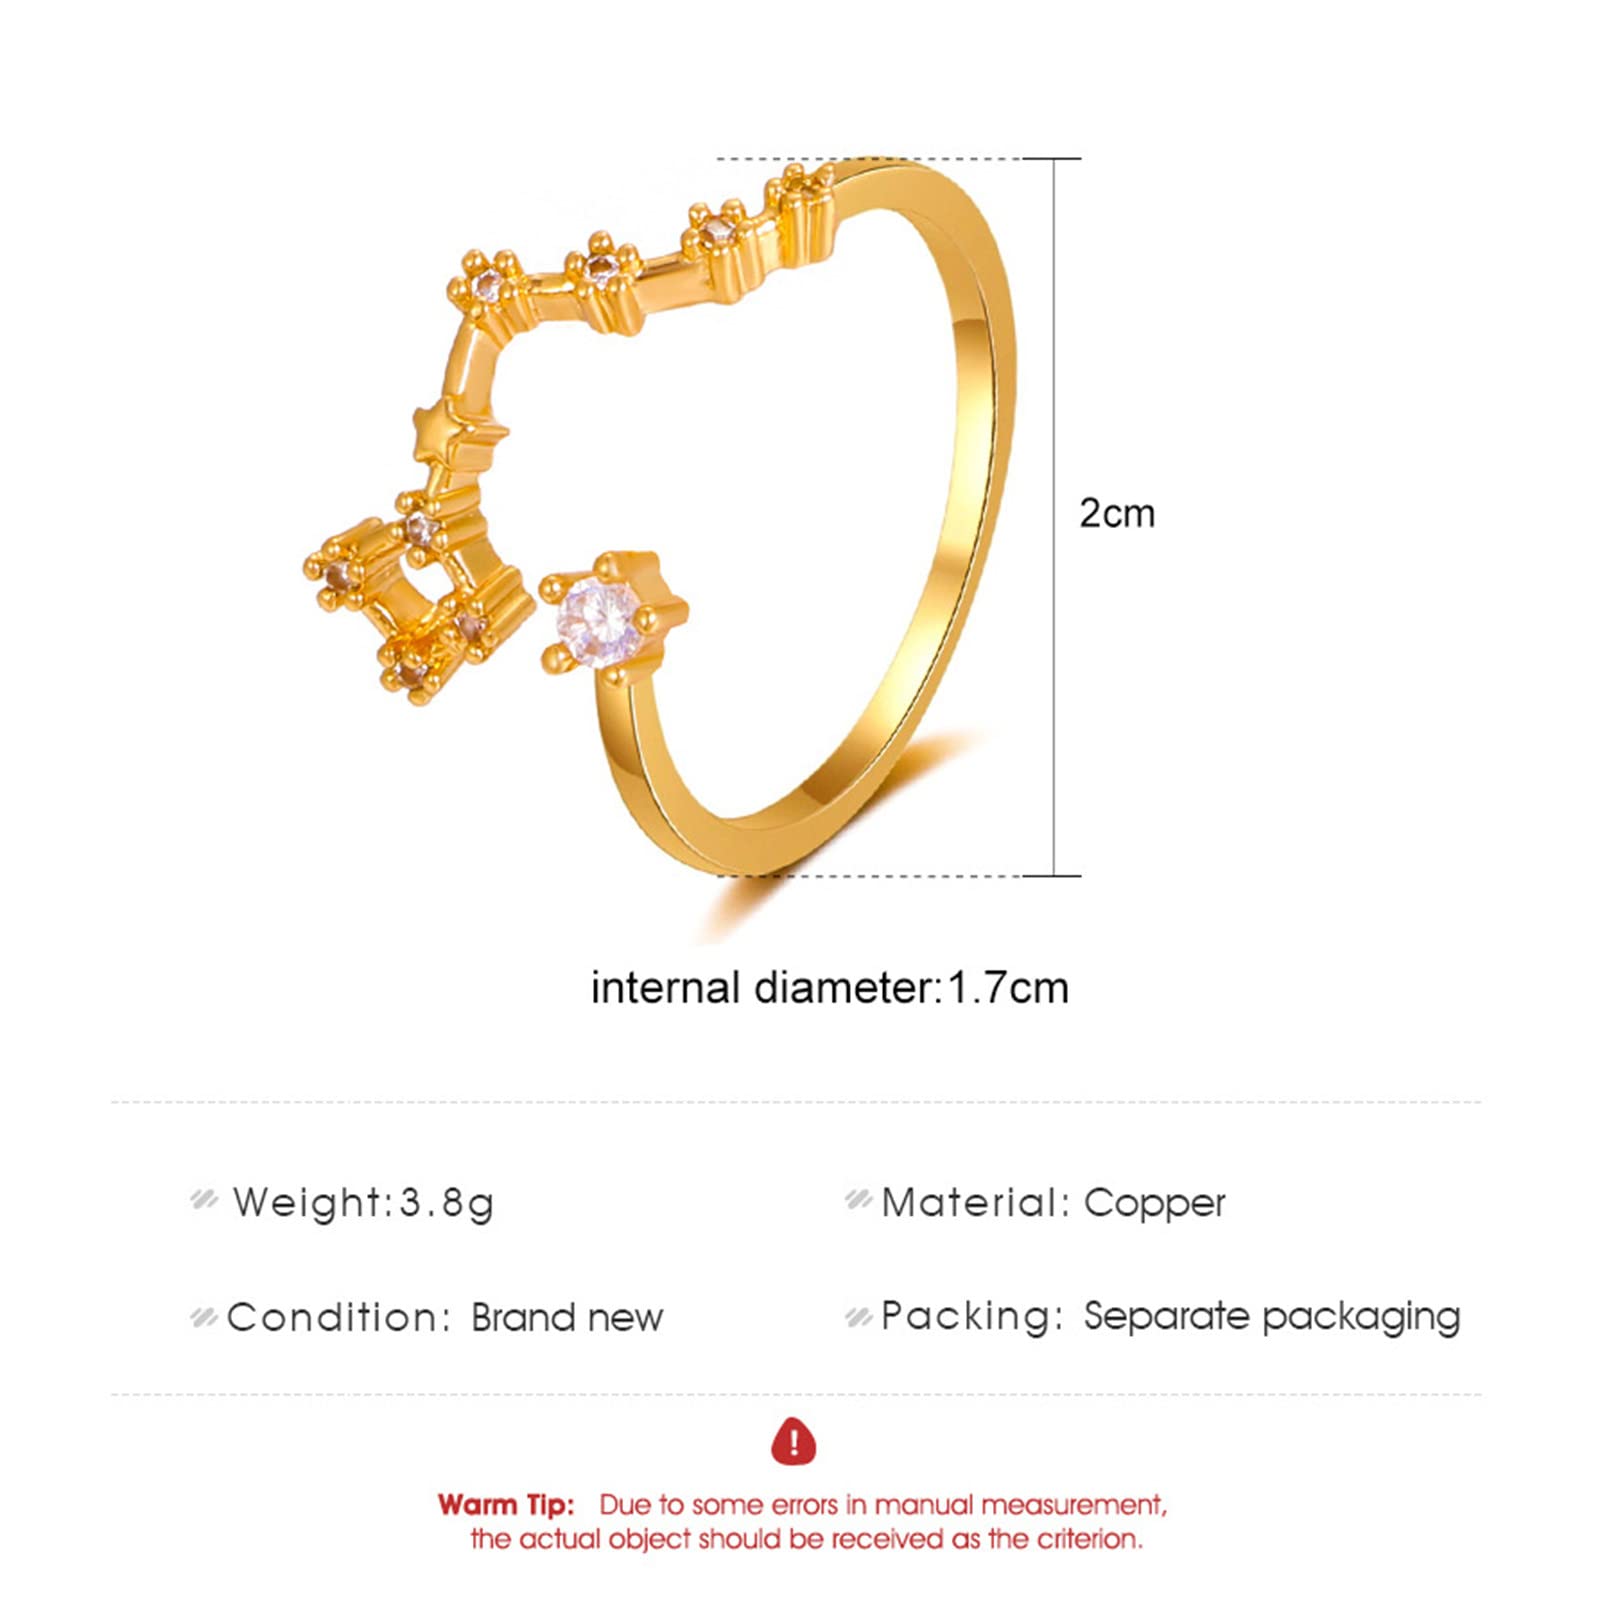 2cm
internal diameter:1.7cm
Weight:3.8g
Material: Copper
Condition: Brand new
Packing: Separate packaging
!
Warm Tip: Due to some errors in manual measurement,
the actual object should be received as the criterion.